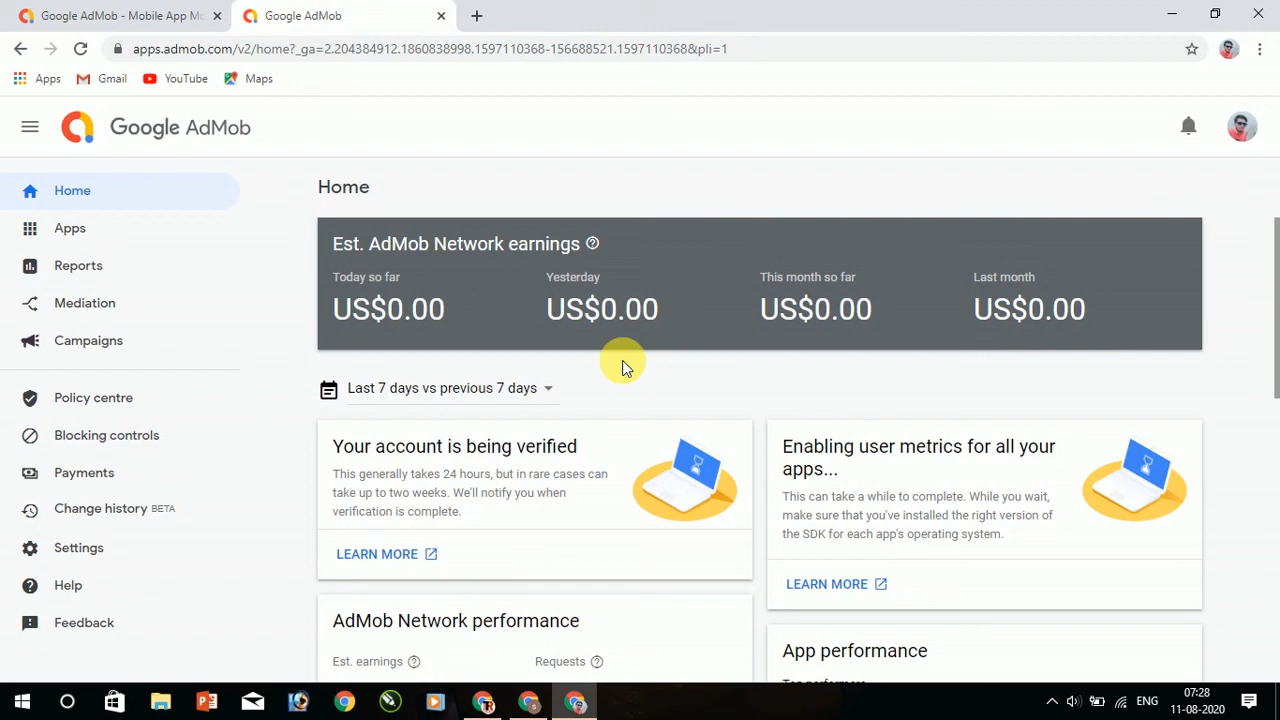 Google AdMob - Mobile App Mo
Google AdMob
apps.admob.com/v2/home?_ga=2.204384912.1860838998.1597110368-156688521.1597110368&pli=1
Apps
Gmail
YouTube
Maps
Google AdMob
Home
Apps
Reports
Mediation
Campaigns
Policy centre
Blocking controls
Payments
Change history BETA
Settings
Help
Feedback
Home
Est. AdMob Network earnings
Today so far
US$0.00
Yesterday
US$0.00
This month so far
US$0.00
Last month
US$0.00
Last 7 days vs previous 7 days
Your account is being verified
This generally takes 24 hours, but in rare cases can
take up to two weeks. We'll notify you when
verification is complete.
LEARN MORE
Enabling user metrics for all your
apps...
This can take a while to complete. While you wait,
make sure that you've installed the right version of
the SDK for each app's operating system.
LEARN MORE
AdMob Network performance
Est. earnings
Requests
App performance
ENG
07:28
11-08-2020